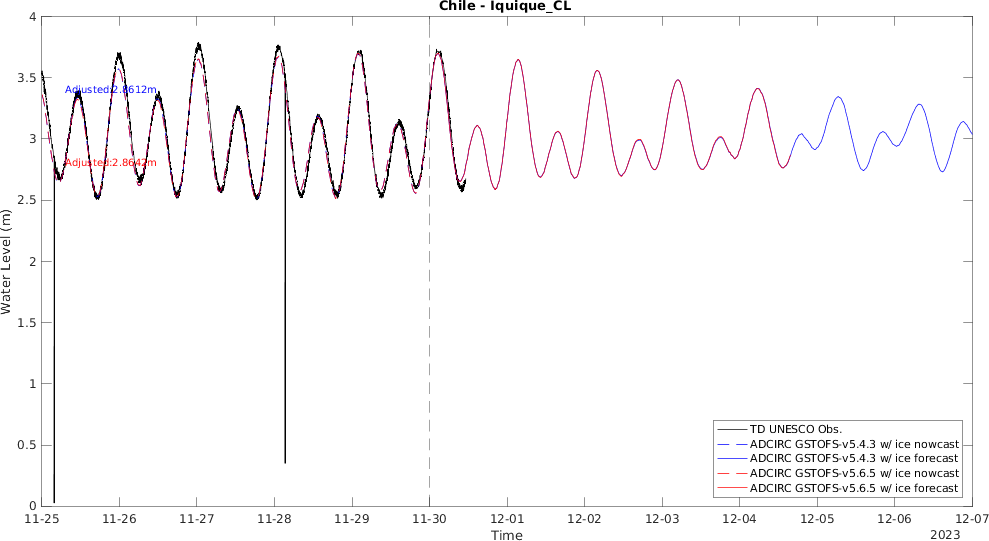 Chile - Iquique_CL
Water Level (m)
4
3.5
3
2.5
2
1.5
1
0.5
0
Adjusted:2.8612m
Adjusted:2.8642m
TD UNESCO Obs.
ADCIRC GSTOFS-v5.4.3 w/ ice nowcast
ADCIRC GSTOFS-v5.4.3 w/ ice forecast
ADCIRC GSTOFS-v5.6.5 w/ ice nowcast
ADCIRC GSTOFS-v5.6.5 w/ ice forecast
11-25 11-26 11-27 11-28 11-29 11-30 12-01 12-02 12-03 12-04 12-05 12-06 12-07
Time
2023